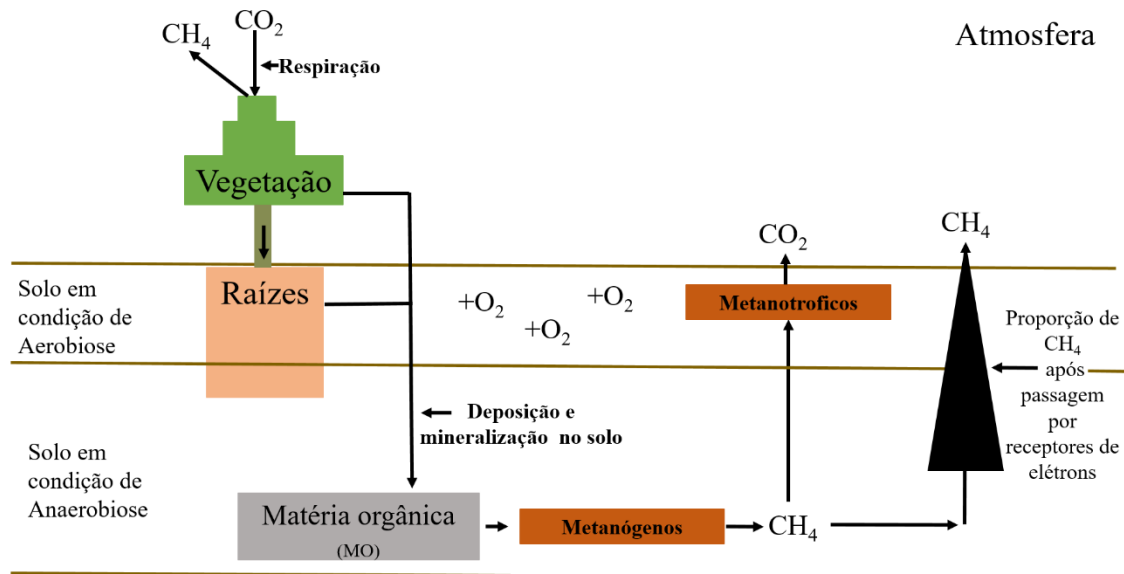 CH₄
CO₂
Atmosfera
Respiração
Vegetação
CO₂
CH₄
Solo em
condição de
Aerobiose
Raízes
+O₂
+O₂
+O₂
Metanotroficos
Proporção de
CH₄
após
passagem
por
receptores de
elétrons
Deposição e
mineralização no solo
Solo em
condição de
Anaerobiose
Matéria orgânica
(MO)
Metanógenos
CH₄